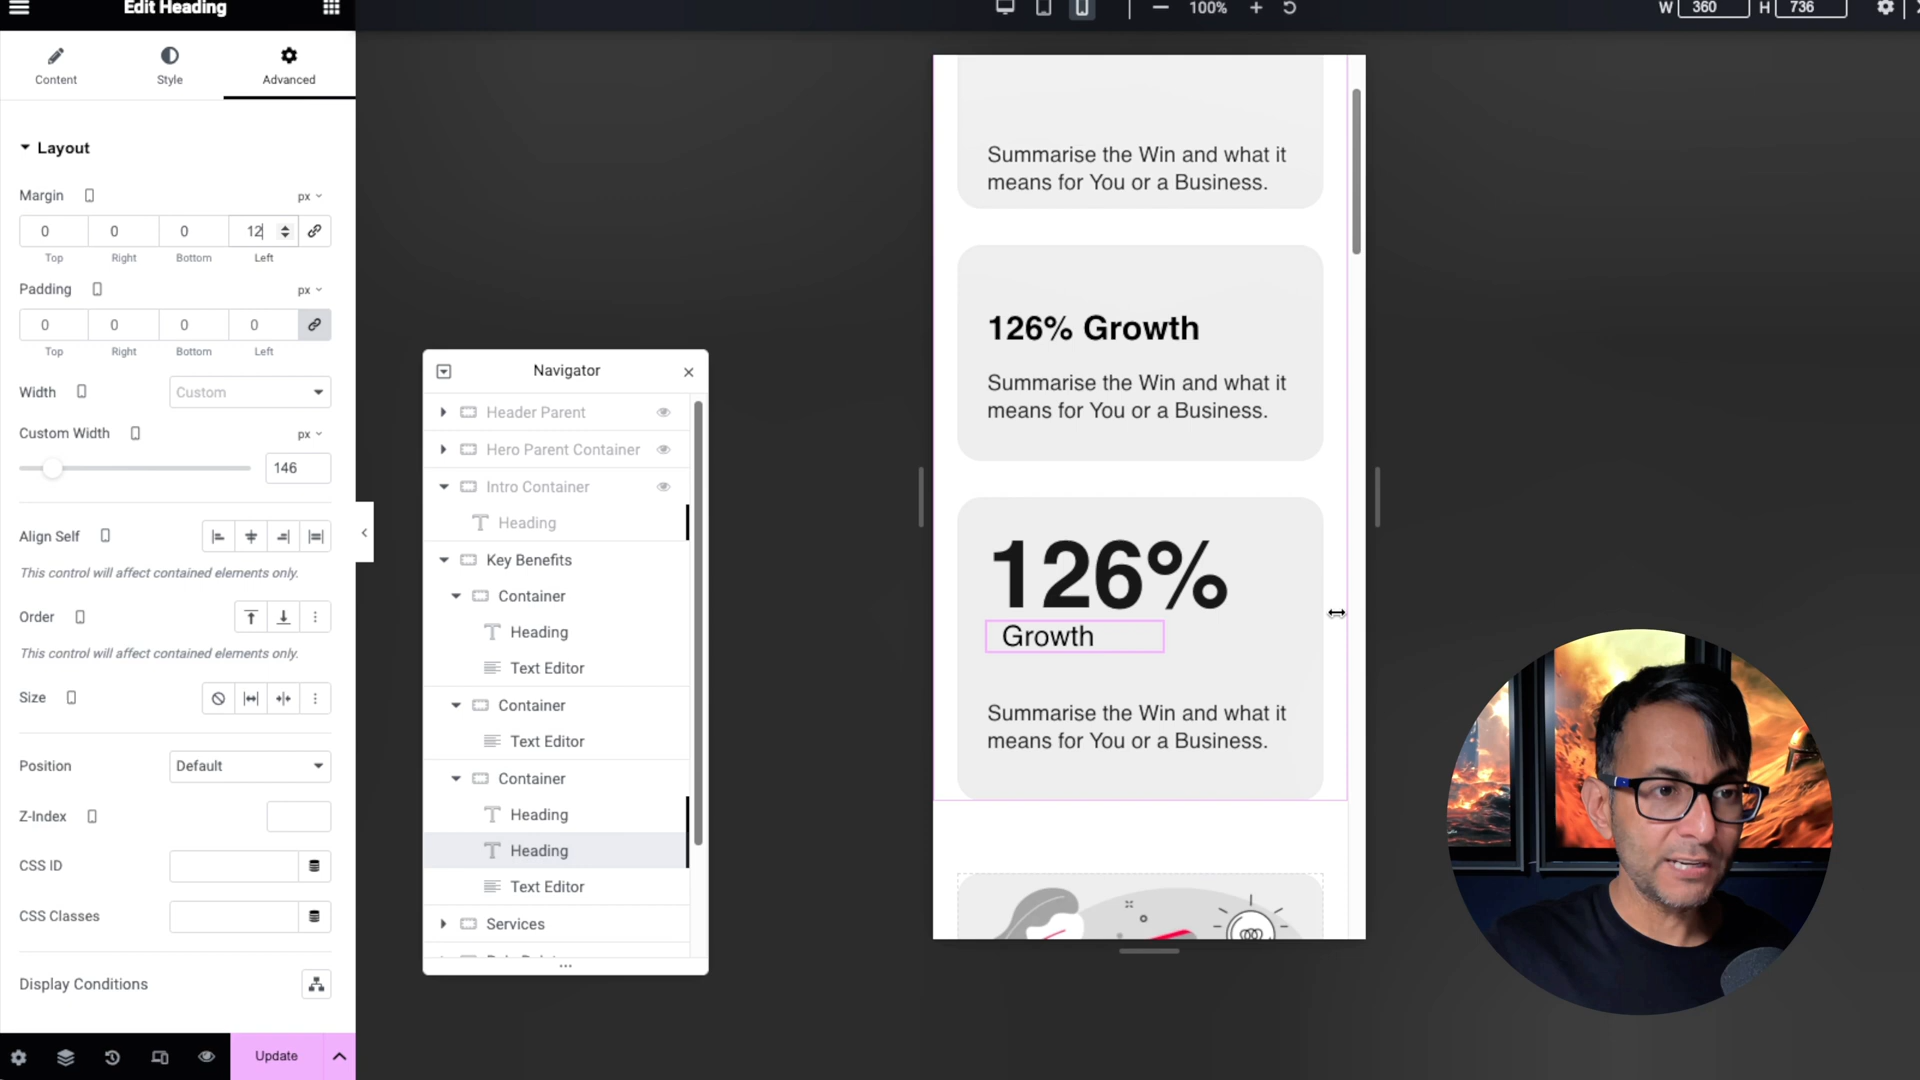 Edit Heading
100%
W 360 H 736
Content Style Advanced
Layout
Margin px
0 0 0 12
Top Right Bottom Left
Padding px
0 0 0 0
Top Right Bottom Left
Width Custom
Custom Width px
146
Align Self
This control will affect contained elements only.
Order
This control will affect contained elements only.
Size
Position Default
Z-Index
CSS ID
CSS Classes
Display Conditions
Update
Navigator
Header Parent
Hero Parent Container
Intro Container
Heading
Key Benefits
Container
Heading
Text Editor
Container
Text Editor
Container
Heading
Heading
Text Editor
Services
Summarise the Win and what it
means for You or a Business.
126% Growth
Summarise the Win and what it
means for You or a Business.
126%
Growth
Summarise the Win and what it
means for You or a Business.